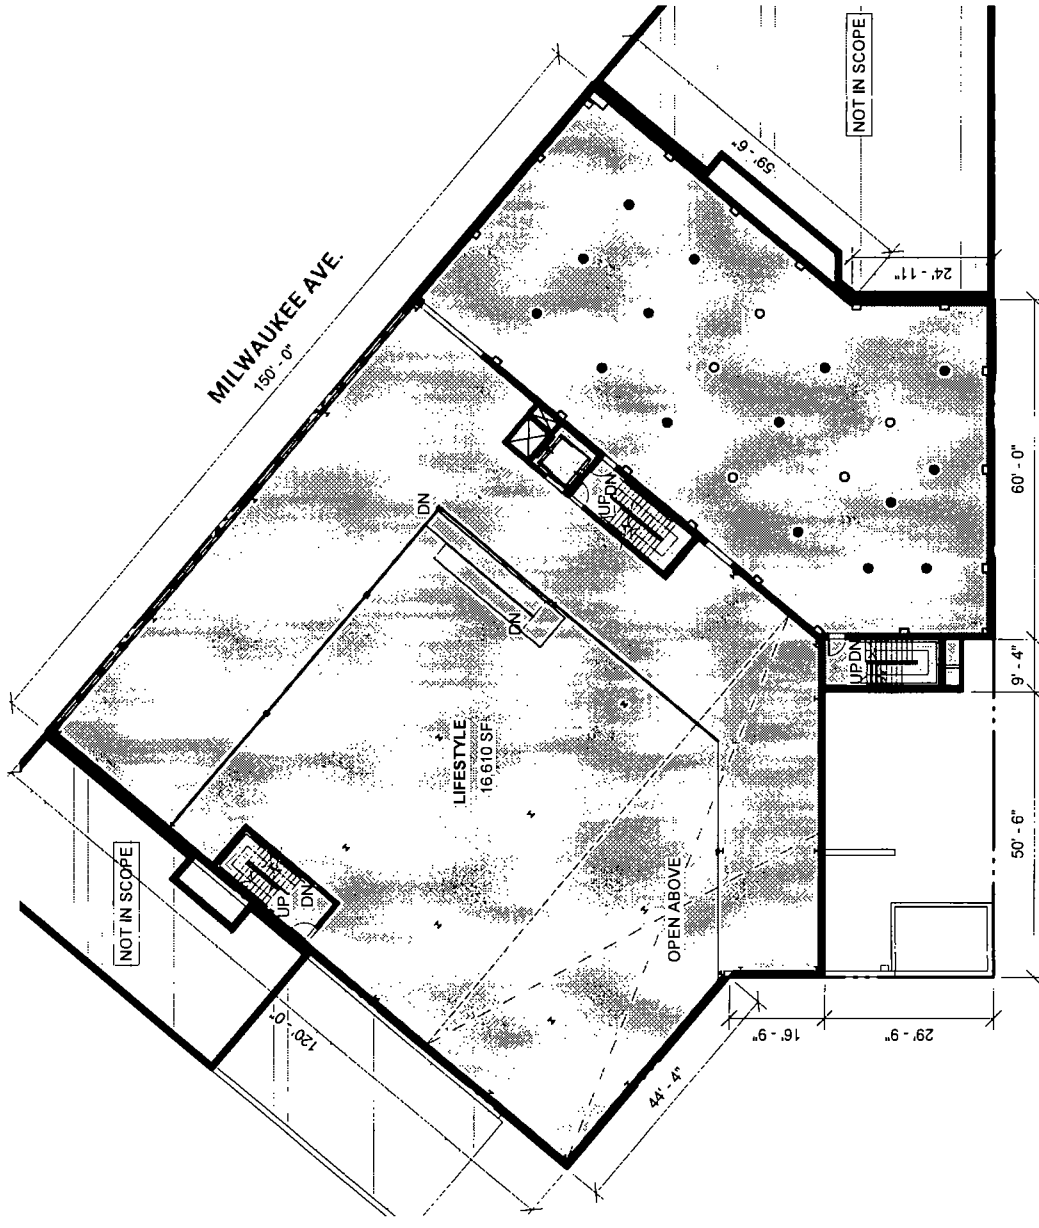 NOT IN SCOPE
59' - 6"
24' - 11"
MILWAUKEE AVE.
150' - 0"
60' - 0"
DN
UP
DN
DN
UP
DN
9' - 4"
LIFESTYLE
16,610 SF
NOT IN SCOPE
UP
DN
50' - 6"
OPEN ABOVE
120' - 0"
16' - 9"
29' - 9"
44' - 4"